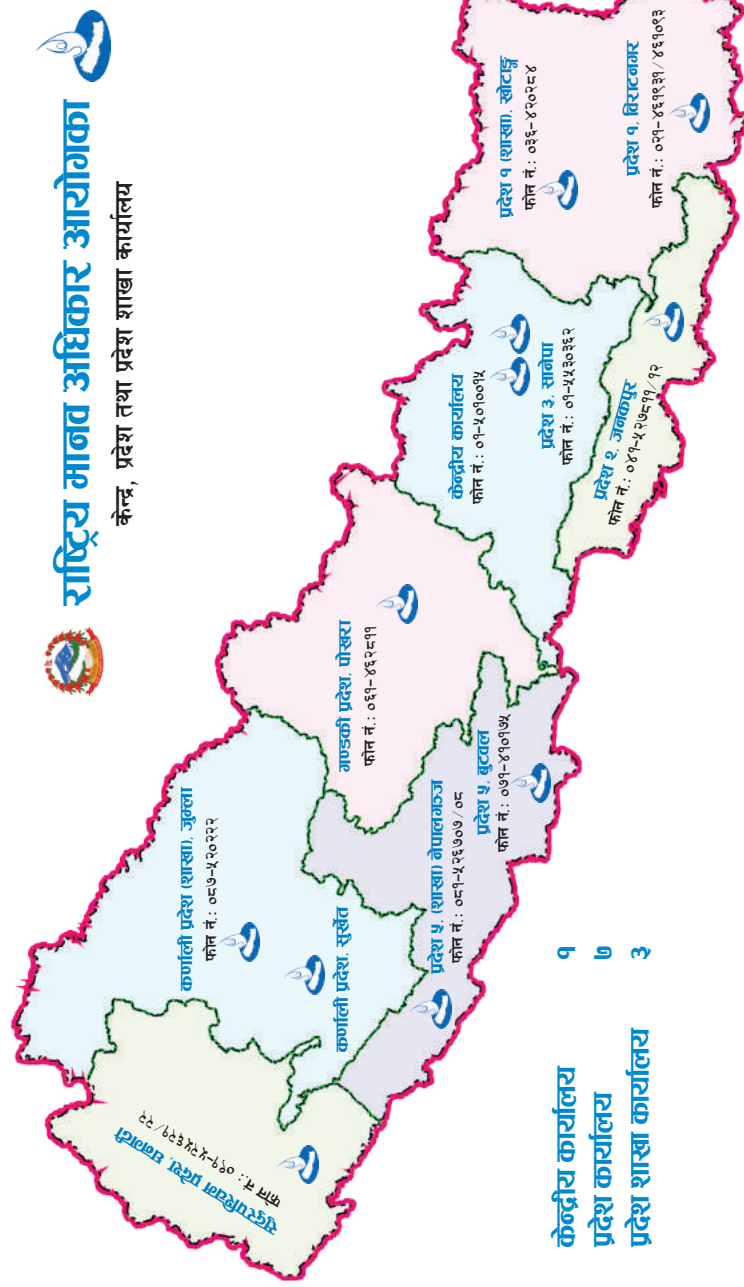 राष्ट्रिय मानव अधिकार आयोगका
केन्द्र, प्रदेश तथा प्रदेश शाखा कार्यालय
सुदूरपश्चिम प्रदेश, धनगढी
फोन नं.: ०९१-५२५६२१/२२
कर्णाली प्रदेश (शाखा), जुम्ला
फोन नं.: ०८७-५२०२२२
कर्णाली प्रदेश, सुर्खेत
गण्डकी प्रदेश, पोखरा
फोन नं.: ०६१-४६२८११
प्रदेश ५, (शाखा) नेपालगञ्ज
फोन नं.: ०८१-५२६७०७/०८
प्रदेश ५, बुटवल
फोन नं.: ०७१-४१०१७५
केन्द्रीय कार्यालय
फोन नं.: ०१-५०१००१५
प्रदेश ३, सानेपा
फोन नं.: ०१-५५३०३६२
प्रदेश २, जनकपुर
फोन नं.: ०४१-५२७८११/१२
प्रदेश १ (शाखा), खोटाङ्ग
फोन नं.: ०३६-४२०२८४
प्रदेश १, विराटनगर
फोन नं.: ०२१-४६१९३१/४६१०९३
केन्द्रीय कार्यालय १
प्रदेश कार्यालय ७
प्रदेश शाखा कार्यालय ३